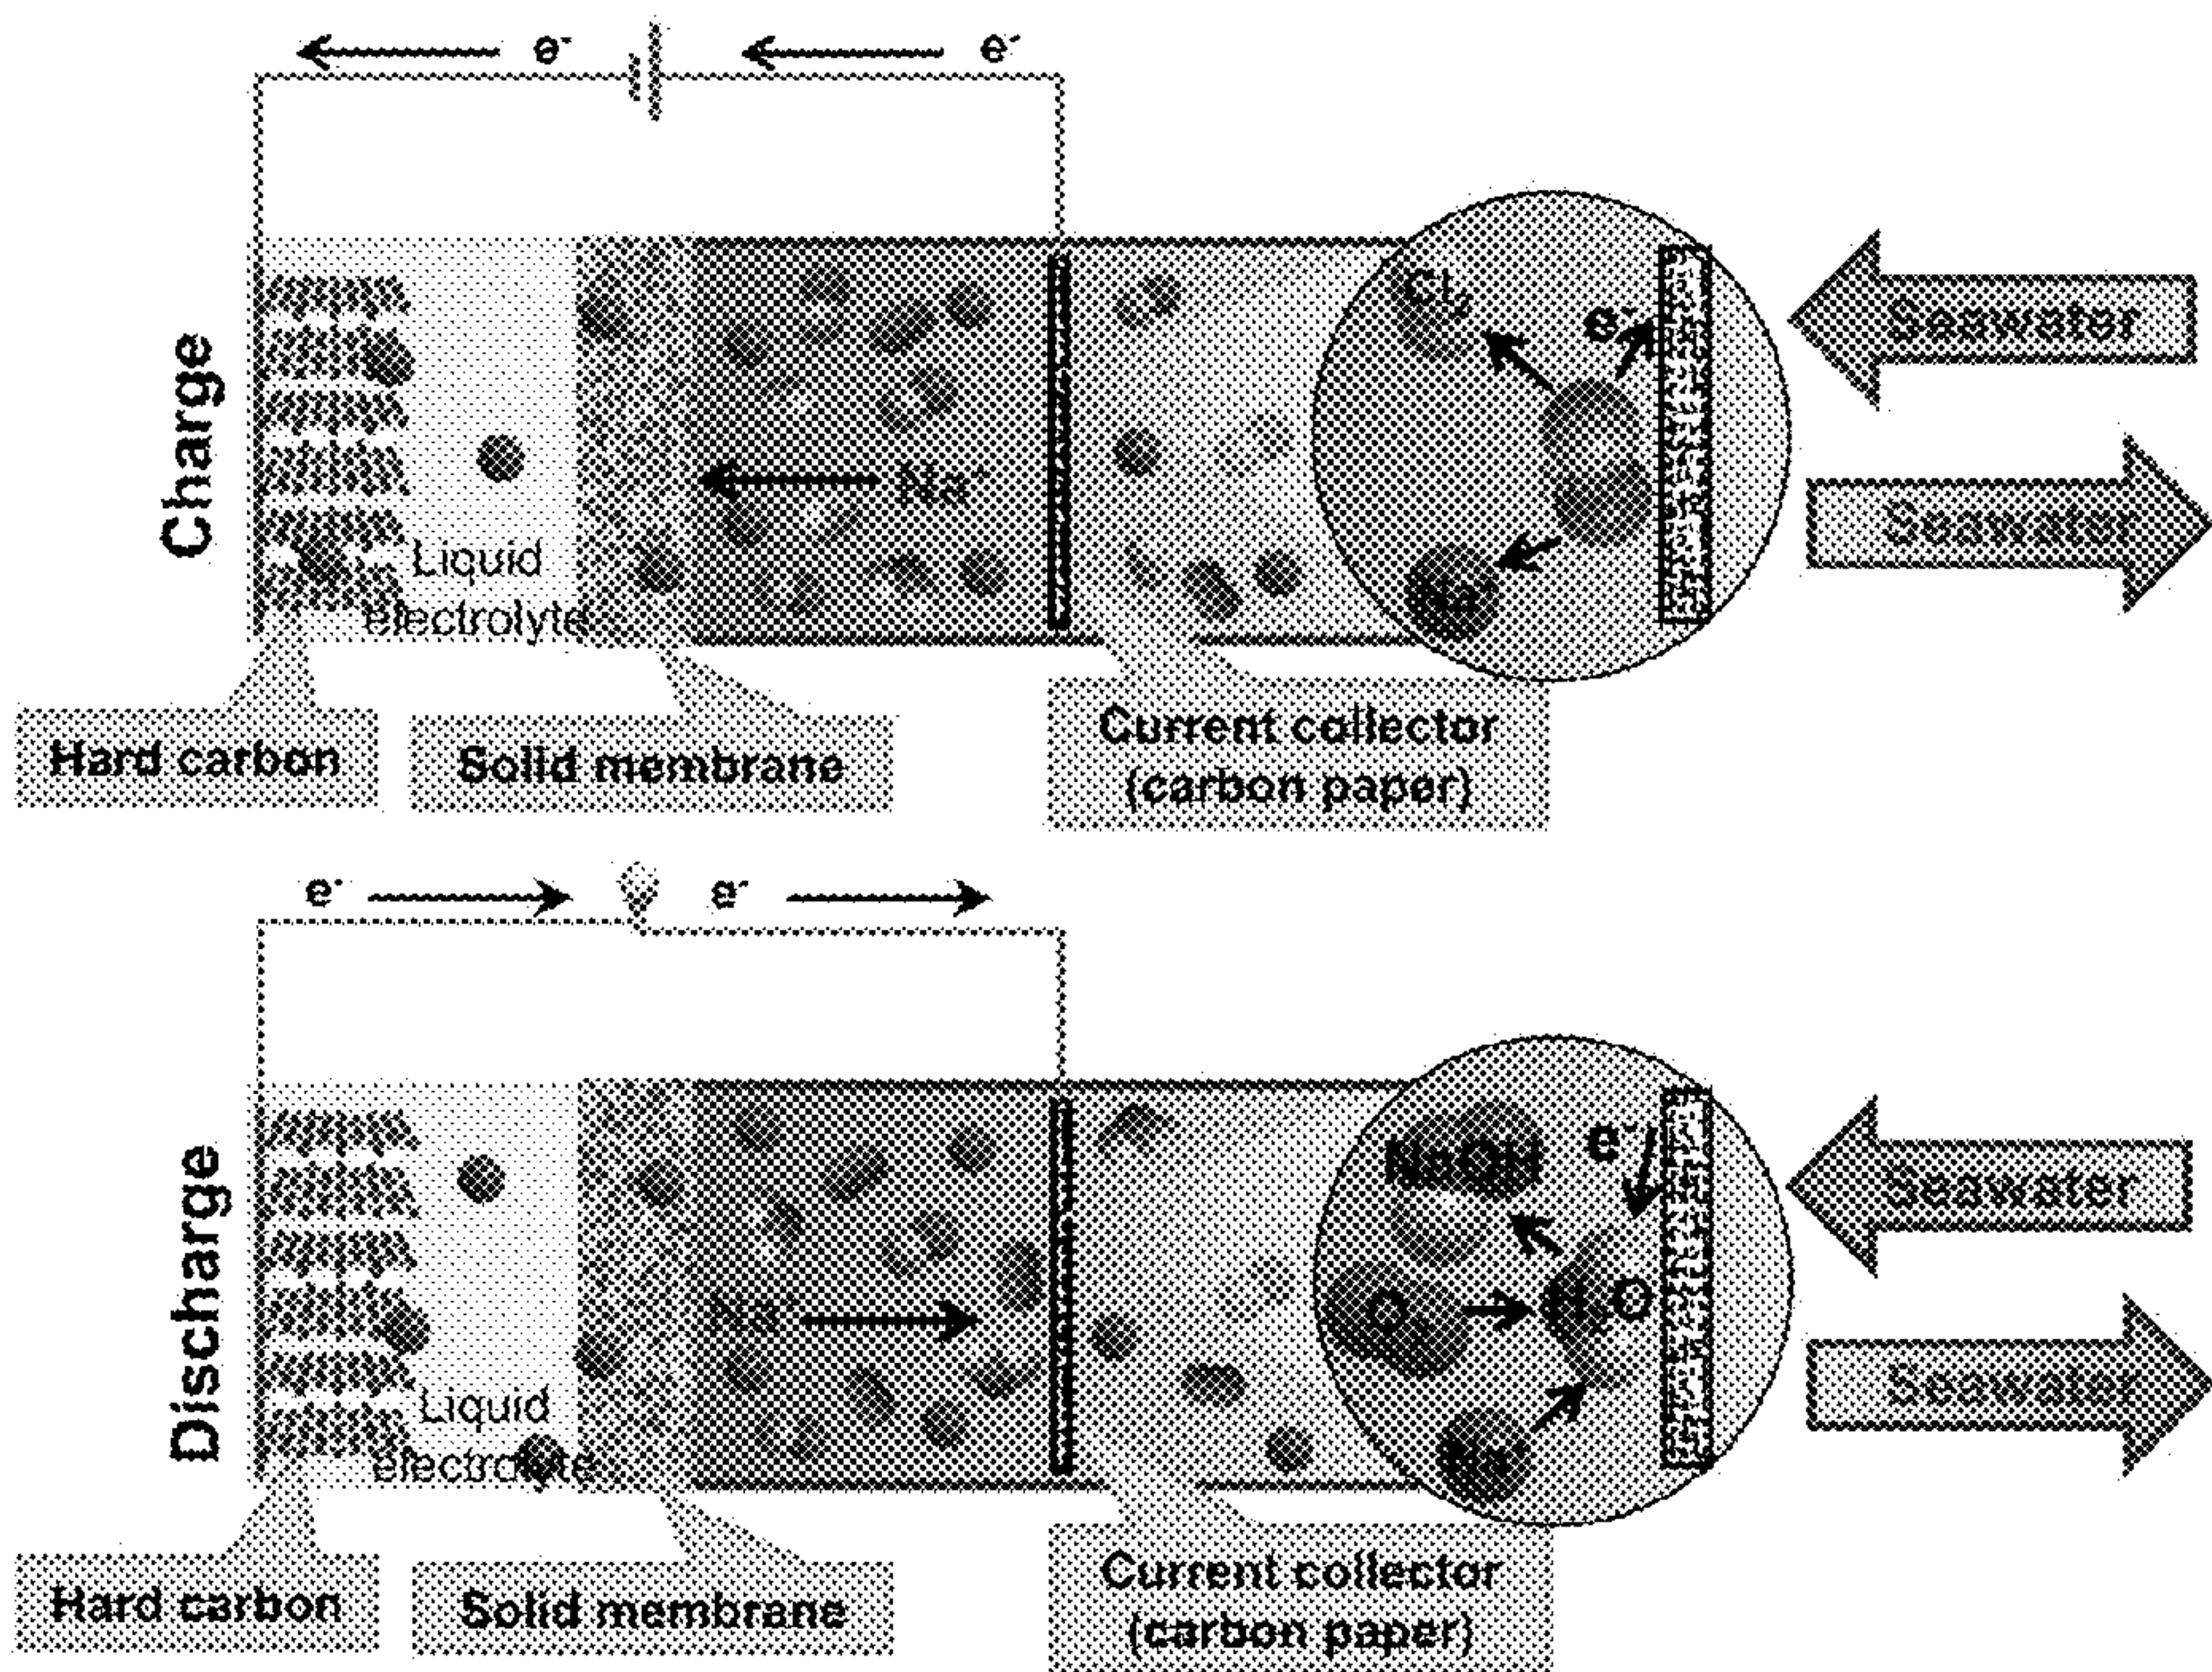 e⁻
e⁻
Charge
Cl₂
e⁻
Seawater
Na⁺
Seawater
Liquid
electrolyte
Na⁺
Hard carbon
Solid membrane
Current collector
(carbon paper)
e⁻
e⁻
Discharge
NaOH
e⁻
Seawater
Na⁺
O
Seawater
Liquid
electrolyte
Na⁺
Hard carbon
Solid membrane
Current collector
(carbon paper)